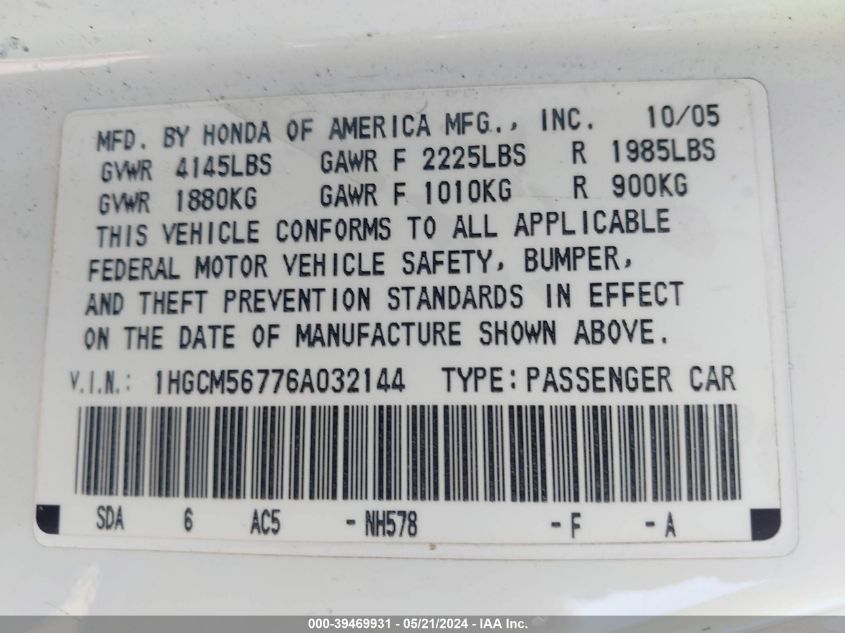 MFD. BY HONDA OF AMERICA MFG., INC. 10/05
GVWR 4145LBS GAWR F 2225LBS R 1985LBS
GVWR 1880KG GAWR F 1010KG R 900KG
THIS VEHICLE CONFORMS TO ALL APPLICABLE
FEDERAL MOTOR VEHICLE SAFETY, BUMPER,
AND THEFT PREVENTION STANDARDS IN EFFECT
ON THE DATE OF MANUFACTURE SHOWN ABOVE.
V.I.N.: 1HGCM56776A032144 TYPE: PASSENGER CAR
SDA 6 AC5 -NH578 -F -A
000-39469931 - 05/21/2024 - IAA Inc.